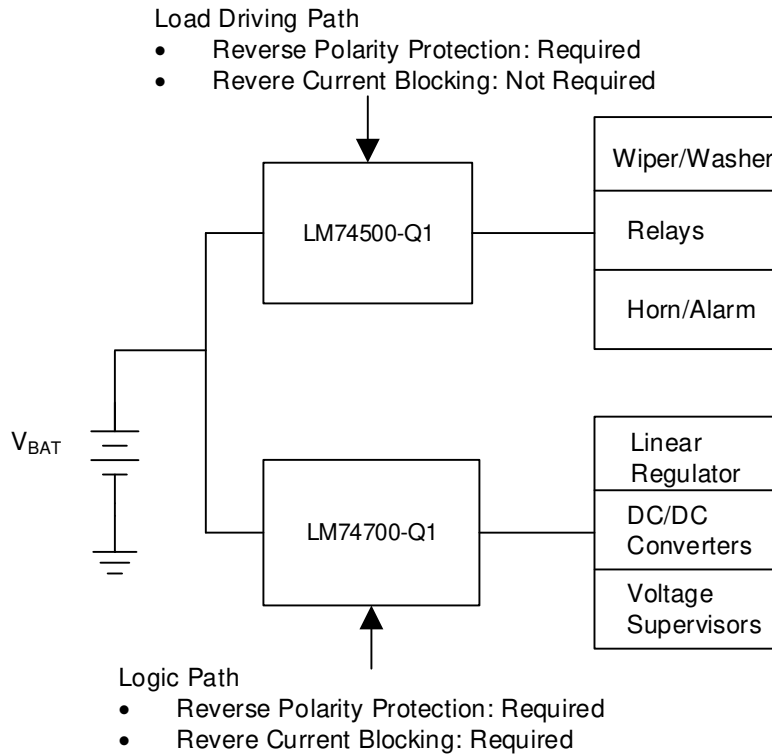 Load Driving Path
• Reverse Polarity Protection: Required
• Revere Current Blocking: Not Required
LM74500-Q1
Wiper/Washer
Relays
Horn/Alarm
VBAT
LM74700-Q1
Linear
Regulator
DC/DC
Converters
Voltage
Supervisors
Logic Path
• Reverse Polarity Protection: Required
• Revere Current Blocking: Required